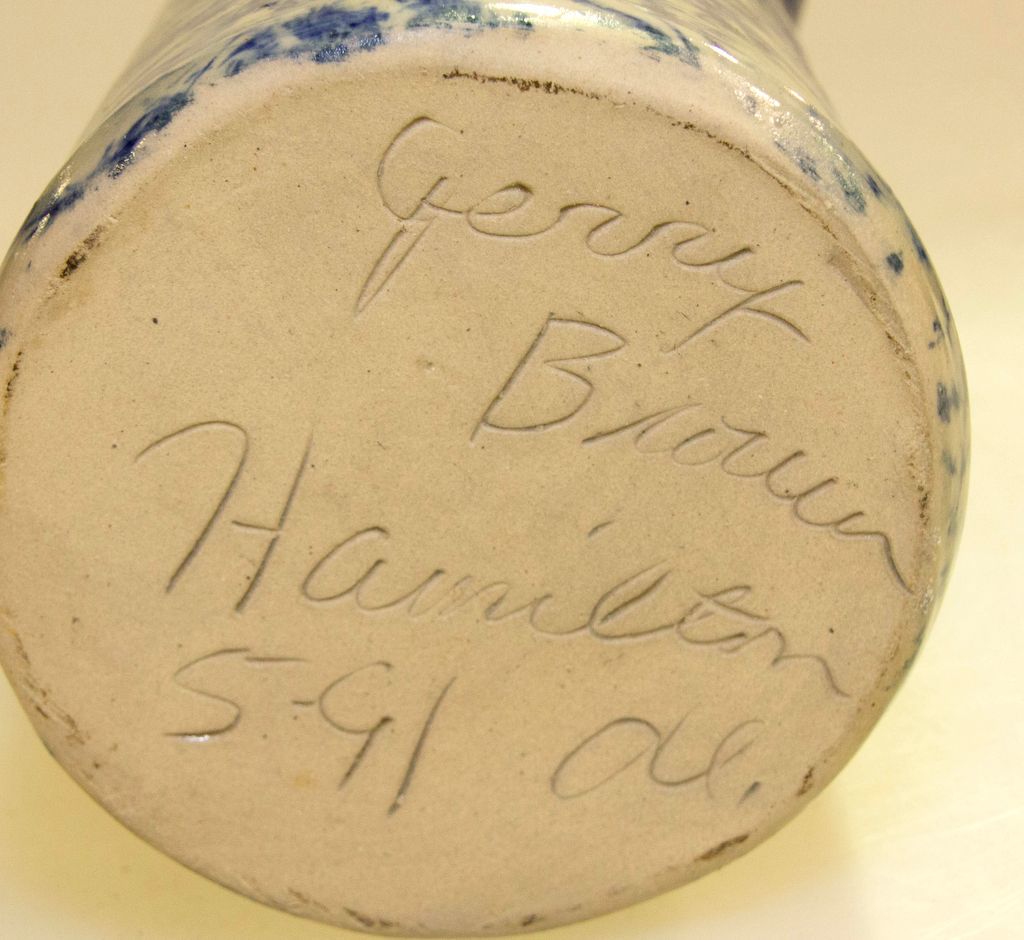 Gerry
Brown
Hamilton
5-91 Al.